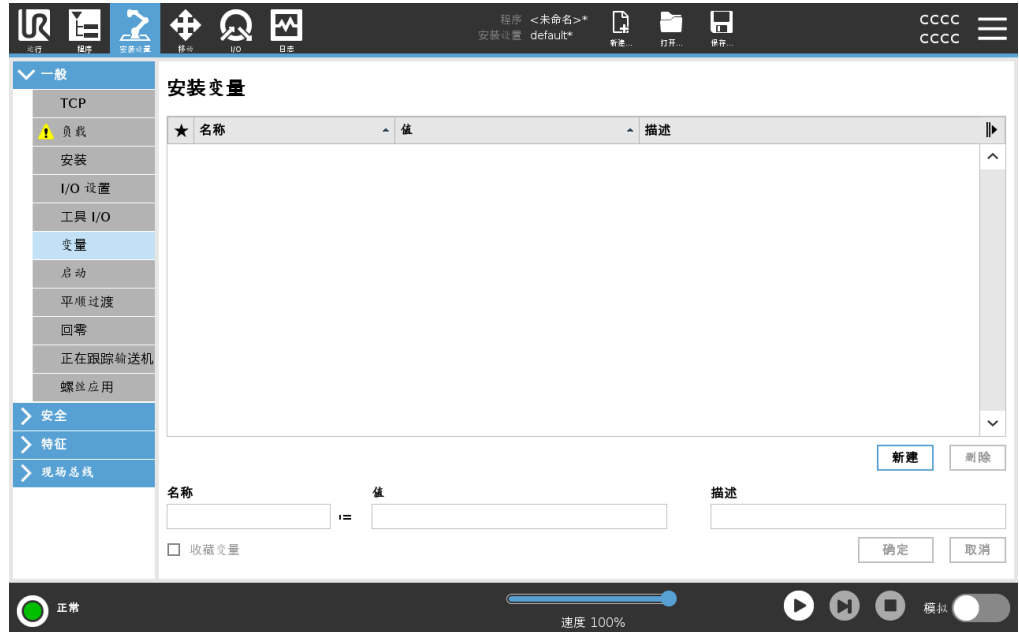 UR
运行
程序
安装设置
移动
I/O
日志
程序 <未命名>*
安装设置 default*
新建...
打开...
保存...
CCCC
CCCC
一般
TCP
负载
安装
I/O 设置
工具 I/O
变量
启动
平顺过渡
回零
正在跟踪输送机
螺丝应用
安全
特征
现场总线
安装变量
★ 名称 值 描述
新建 删除
名称 值 描述
:=
收藏变量
确定 取消
正常
速度 100%
模拟